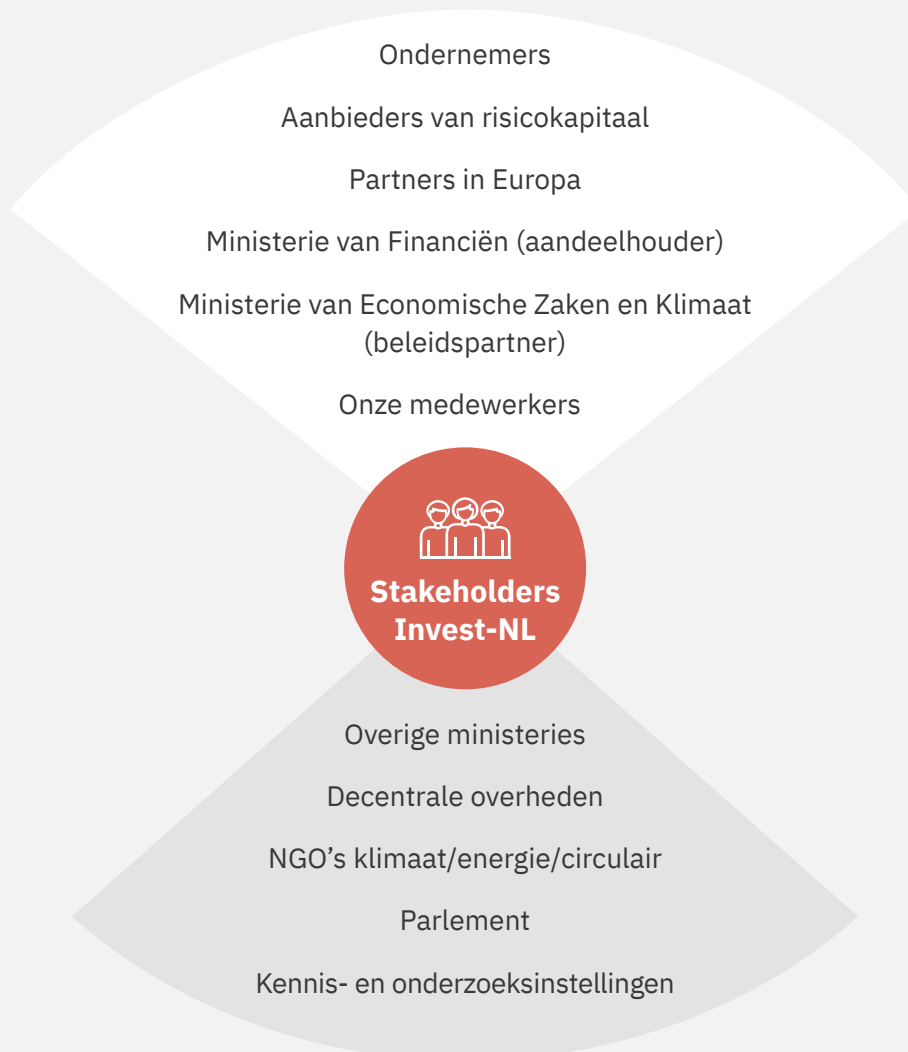 Ondernemers
Aanbieders van risicokapitaal
Partners in Europa
Ministerie van Financiën (aandeelhouder)
Ministerie van Economische Zaken en Klimaat
(beleidspartner)
Onze medewerkers
Stakeholders
Invest-NL
Overige ministeries
Decentrale overheden
NGO’s klimaat/energie/circulair
Parlement
Kennis- en onderzoeksinstellingen